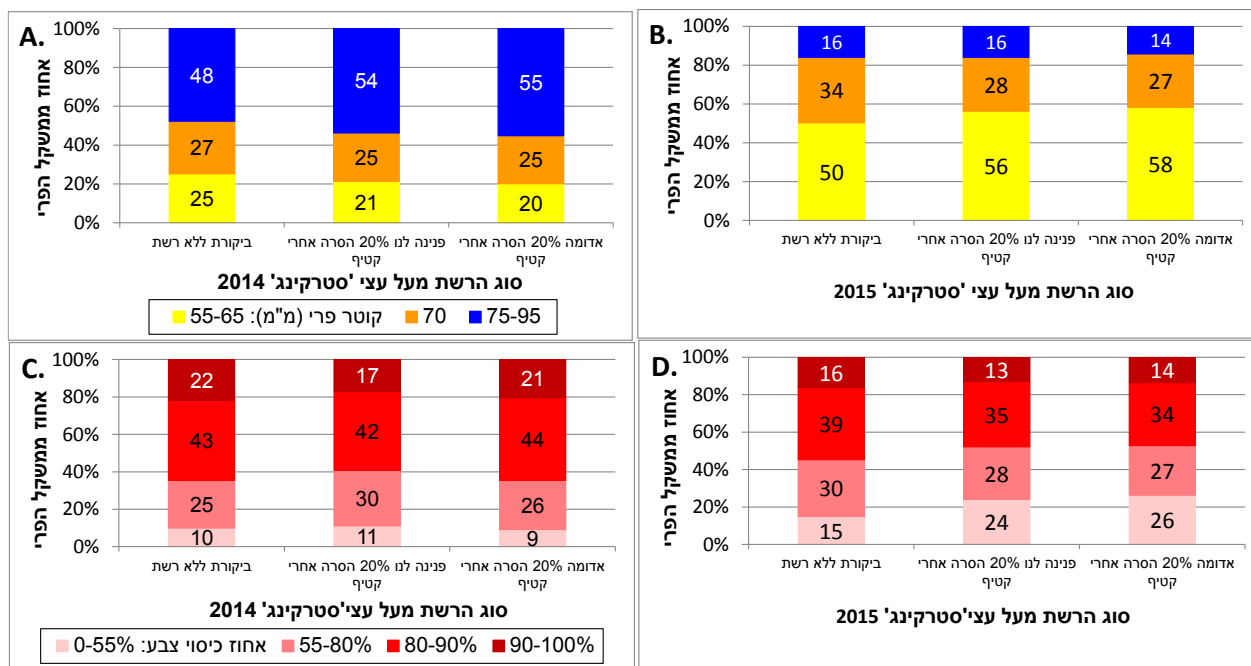 A.
אחוז ממשקל הפרי
100%
80%
60%
40%
20%
0%
48
54
55
27
25
25
25
21
20
ביקורת ללא רשת
פנינה לנו 20% הסרה אחרי
קטיף
אדומה 20% הסרה אחרי
קטיף
סוג הרשת מעל עצי 'סטרקינג' 2014
קוטר פרי (מ"מ): 55-65
70
75-95
B.
אחוז ממשקל הפרי
100%
80%
60%
40%
20%
0%
16
16
14
34
28
27
50
56
58
ביקורת ללא רשת
פנינה לנו 20% הסרה אחרי
קטיף
אדומה 20% הסרה אחרי
קטיף
סוג הרשת מעל עצי 'סטרקינג' 2015
C.
אחוז ממשקל הפרי
100%
80%
60%
40%
20%
0%
22
17
21
43
42
44
25
30
26
10
11
9
ביקורת ללא רשת
פנינה לנו 20% הסרה אחרי
קטיף
אדומה 20% הסרה אחרי
קטיף
סוג הרשת מעל עצי'סטרקינג' 2014
אחוז כיסוי צבע: 0-55%
55-80%
80-90%
90-100%
D.
אחוז ממשקל הפרי
100%
80%
60%
40%
20%
0%
16
13
14
39
35
34
30
28
27
15
24
26
ביקורת ללא רשת
פנינה לנו 20% הסרה אחרי
קטיף
אדומה 20% הסרה אחרי
קטיף
סוג הרשת מעל עצי'סטרקינג' 2015